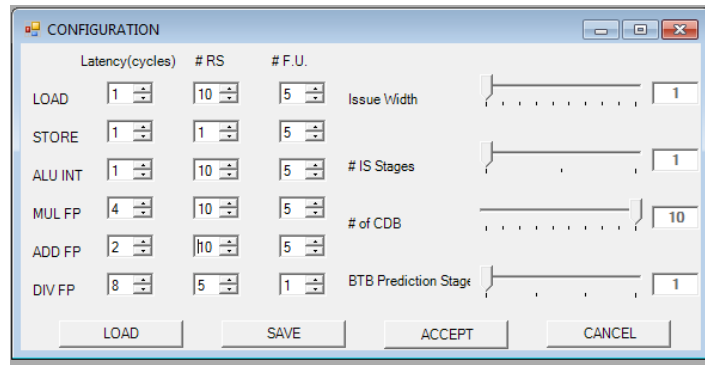 CONFIGURATION
Latency(cycles) # RS # F.U.
LOAD 1 10 5 Issue Width 1
STORE 1 1 5
ALU INT 1 10 5 # IS Stages 1
MUL FP 4 10 5
# of CDB 10
ADD FP 2 10 5
DIV FP 8 5 1 BTB Prediction Stage 1
LOAD SAVE ACCEPT CANCEL